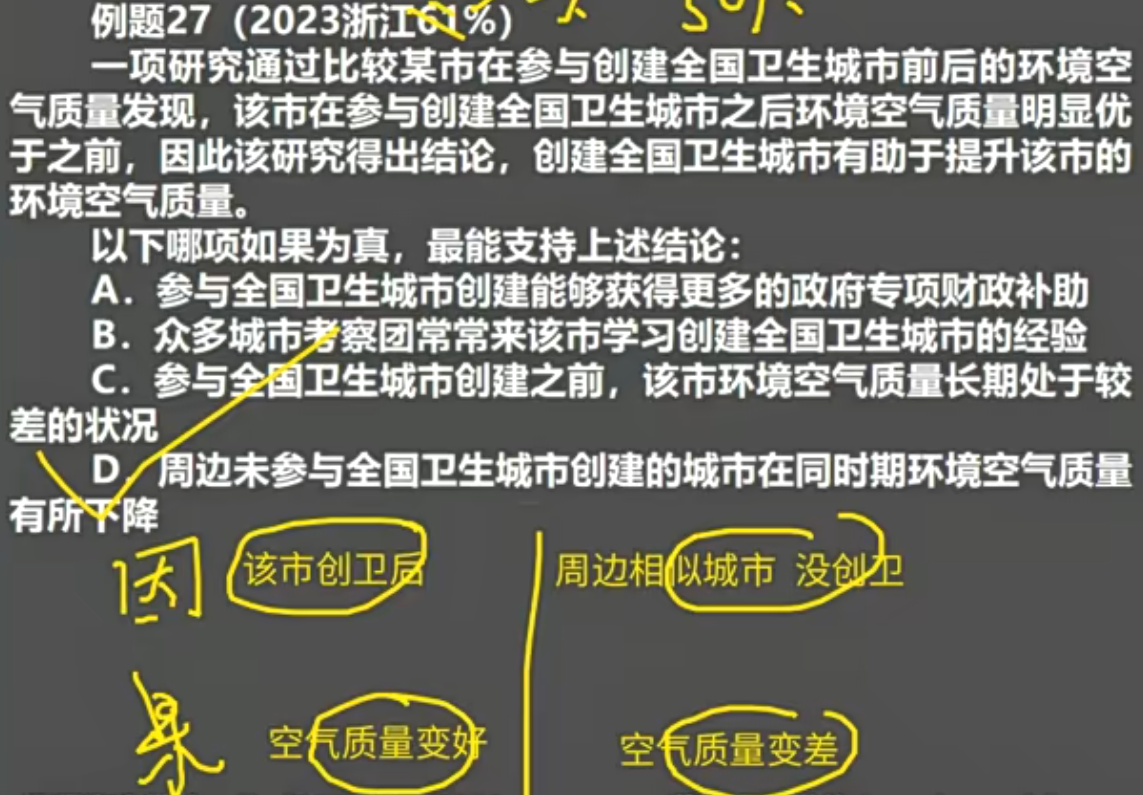 例题27（2023浙江61%）
一项研究通过比较某市在参与创建全国卫生城市前后的环境空
气质量发现，该市在参与创建全国卫生城市之后环境空气质量明显优
于之前，因此该研究得出结论，创建全国卫生城市有助于提升该市的
环境空气质量。
以下哪项如果为真，最能支持上述结论：
A．参与全国卫生城市创建能够获得更多的政府专项财政补助
B．众多城市考察团常常来该市学习创建全国卫生城市的经验
C．参与全国卫生城市创建之前，该市环境空气质量长期处于较
差的状况
D．周边未参与全国卫生城市创建的城市在同时期环境空气质量
有所下降
因 该市创卫后 周边相似城市 没创卫
果 空气质量变好 空气质量变差